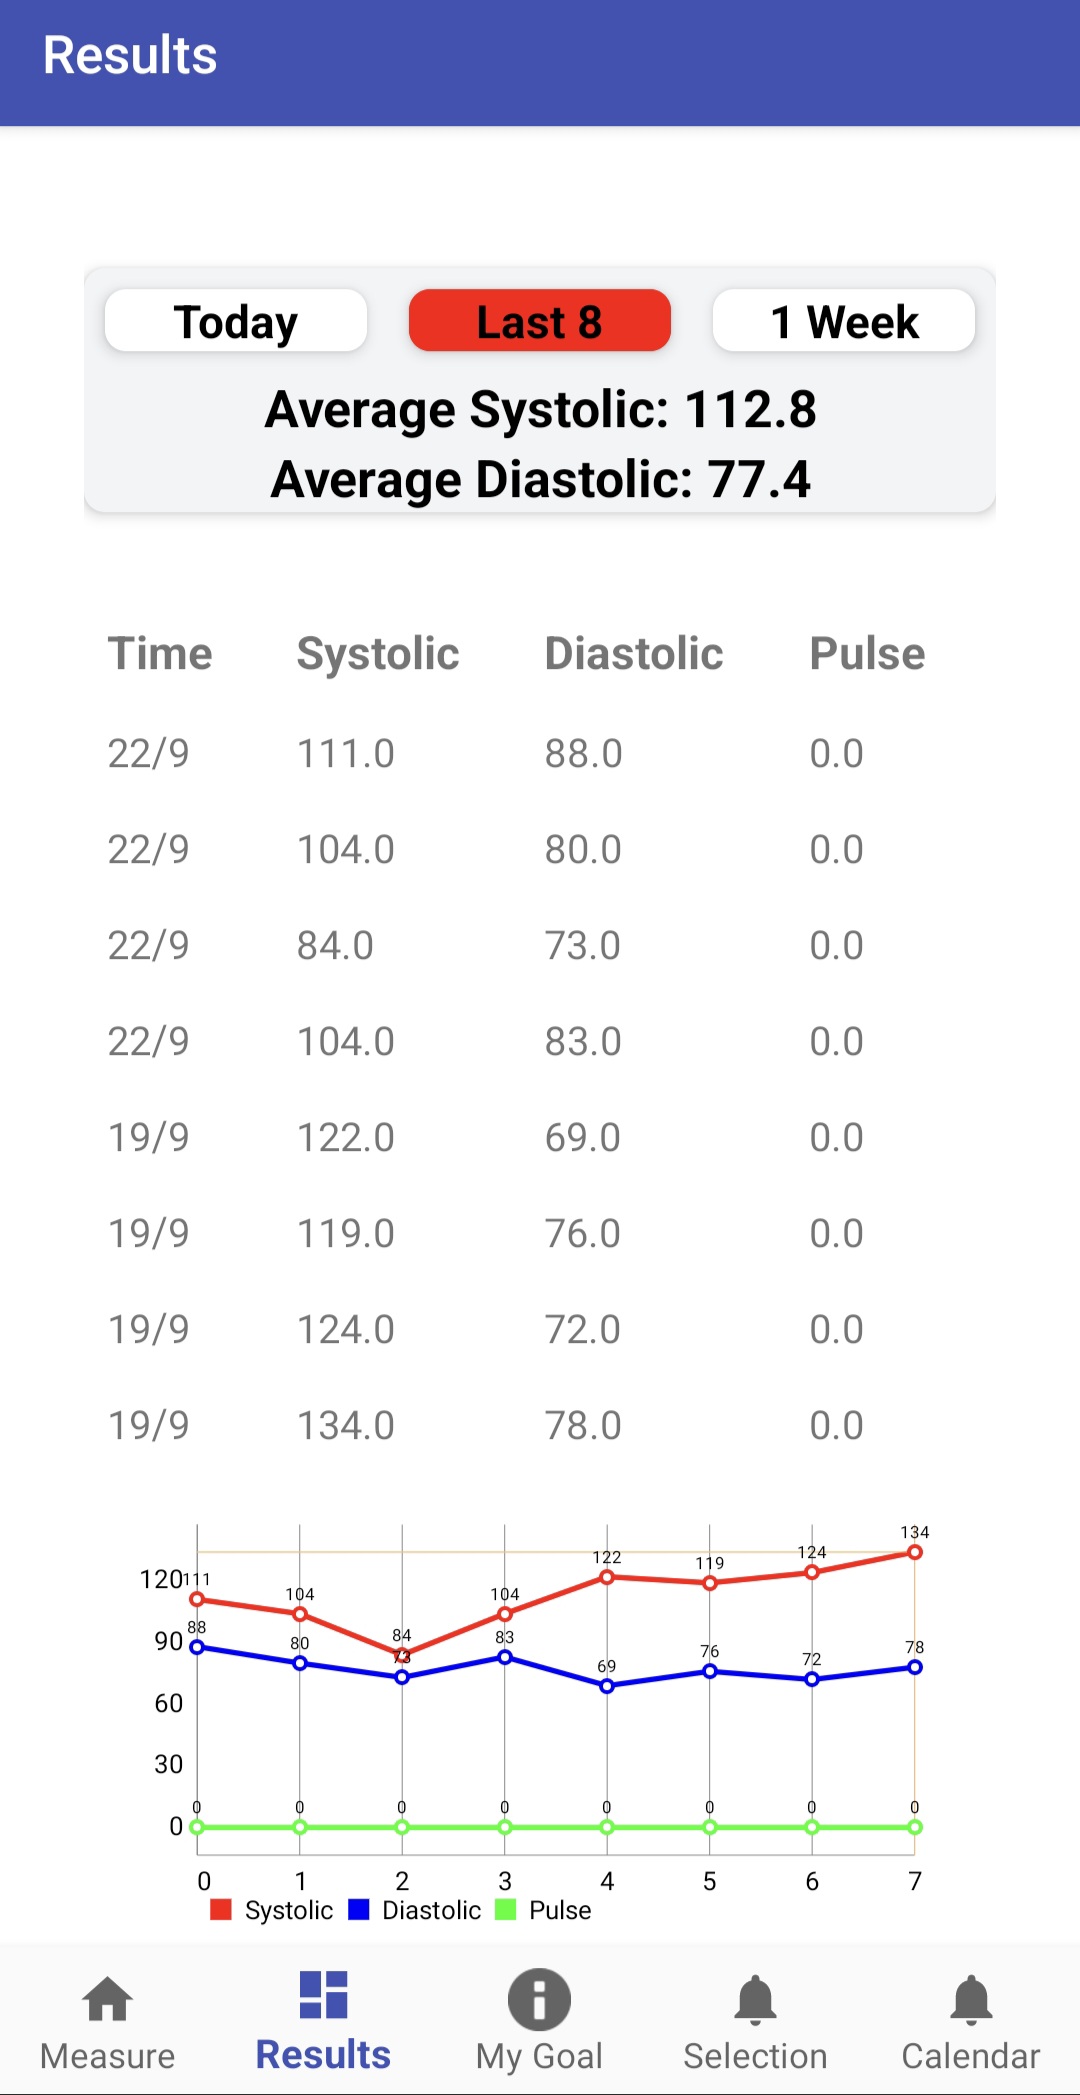 Results
Today Last 8 1 Week
Average Systolic: 112.8
Average Diastolic: 77.4
Time Systolic Diastolic Pulse
22/9 111.0 88.0 0.0
22/9 104.0 80.0 0.0
22/9 84.0 73.0 0.0
22/9 104.0 83.0 0.0
19/9 122.0 69.0 0.0
19/9 119.0 76.0 0.0
19/9 124.0 72.0 0.0
19/9 134.0 78.0 0.0
134
122 119 124
120 111 104
84 104
90 88 80 73 83 69 76 72 78
60
30
0 0 0 0 0 0 0 0
0
0 1 2 3 4 5 6 7
Systolic Diastolic Pulse
Measure Results My Goal Selection Calendar